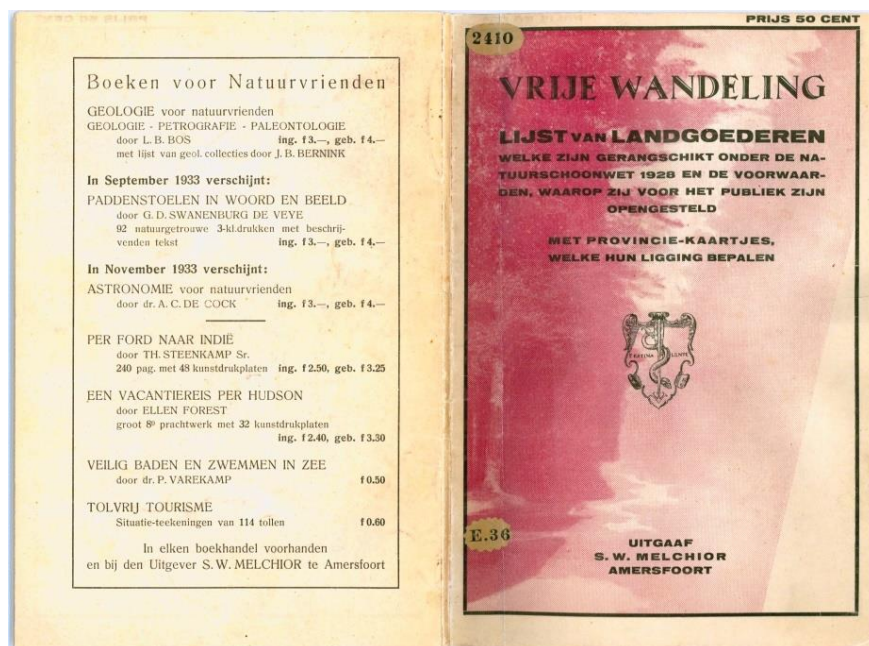 Boeken voor Natuurvrienden
GEOLOGIE voor natuurvrienden
GEOLOGIE - PETROGRAFIE - PALEONTOLOGIE
door L. B. BOS ing. f 3.—, geb. f 4.—
met lijst van geol. collecties door J. B. BERNINK
In September 1933 verschijnt:
PADDENSTOELEN IN WOORD EN BEELD
door G. D. SWANENBURG DE VEYE
92 natuurgetrouwe 3-kl.drukken met beschrij-
venden tekst ing. f 3.—, geb. f 4.—
In November 1933 verschijnt:
ASTRONOMIE voor natuurvrienden
door dr. A. C. DE COCK ing. f 3.—, geb. f 4.—
PER FORD NAAR INDIË
door TH. STEENKAMP Sr.
240 pag. met 48 kunstdrukplaten ing. f 2.50, geb. f 3.25
EEN VACANTIEREIS PER HUDSON
door ELLEN FOREST
groot 8º prachtwerk met 32 kunstdrukplaten
ing. f 2.40, geb. f 3.30
VEILIG BADEN EN ZWEMMEN IN ZEE
door dr. P. VAREKAMP f 0.50
TOLVRIJ TOURISME
Situatie-teekeningen van 114 tollen f 0.60
In elken boekhandel voorhanden
en bij den Uitgever S. W. MELCHIOR te Amersfoort
PRIJS 50 CENT
2410
VRIJE WANDELING
LIJST VAN LANDGOEDEREN
WELKE ZIJN GERANGSCHIKT ONDER DE NA-
TUURSCHOONWET 1928 EN DE VOORWAAR-
DEN, WAAROP ZIJ VOOR HET PUBLIEK ZIJN
OPENGESTELD
MET PROVINCIE-KAARTJES,
WELKE HUN LIGGING BEPALEN
E.36
UITGAAF
S. W. MELCHIOR
AMERSFOORT